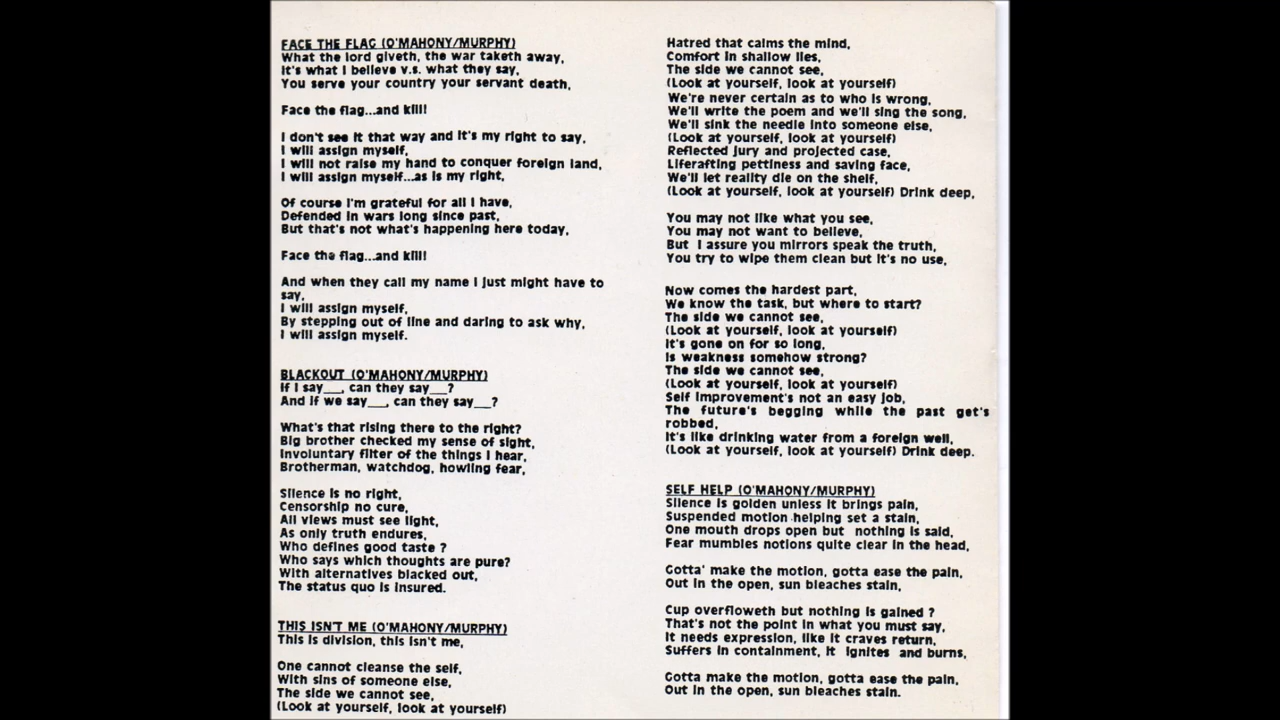 FACE THE FLAG (O'MAHONY/MURPHY)
What the lord giveth, the war taketh away,
It's what I believe v.s. what they say,
You serve your country your servant death,
Face the flag...and kill!
I don't see it that way and it's my right to say,
I will assign myself,
I will not raise my hand to conquer foreign land,
I will assign myself...as is my right,
Of course I'm grateful for all I have,
Defended in wars long since past,
But that's not what's happening here today,
Face the flag...and kill!
And when they call my name I just might have to
say,
I will assign myself,
By stepping out of line and daring to ask why,
I will assign myself.
BLACKOUT (O'MAHONY/MURPHY)
If I say___, can they say___?
And if we say___, can they say___?
What's that rising there to the right?
Big brother checked my sense of sight,
Involuntary filter of the things I hear,
Brotherman, watchdog, howling fear,
Silence is no right,
Censorship no cure,
All views must see light,
As only truth endures,
Who defines good taste ?
Who says which thoughts are pure?
With alternatives blacked out,
The status quo is insured.
THIS ISN'T ME (O'MAHONY/MURPHY)
This is division, this isn't me,
One cannot cleanse the self,
With sins of someone else,
The side we cannot see,
(Look at yourself, look at yourself)
Hatred that calms the mind,
Comfort in shallow lies,
The side we cannot see,
(Look at yourself, look at yourself)
We're never certain as to who is wrong,
We'll write the poem and we'll sing the song,
We'll sink the needle into someone else,
(Look at yourself, look at yourself)
Reflected jury and projected case,
Liferafting pettiness and saving face,
We'll let reality die on the shelf,
(Look at yourself, look at yourself) Drink deep,
You may not like what you see,
You may not want to believe,
But I assure you mirrors speak the truth,
You try to wipe them clean but it's no use,
Now comes the hardest part,
We know the task, but where to start?
The side we cannot see,
(Look at yourself, look at yourself)
It's gone on for so long,
Is weakness somehow strong?
The side we cannot see,
(Look at yourself, look at yourself)
Self improvement's not an easy job,
The future's begging while the past get's
robbed,
It's like drinking water from a foreign well,
(Look at yourself, look at yourself) Drink deep.
SELF HELP (O'MAHONY/MURPHY)
Silence is golden unless it brings pain,
Suspended motion helping set a stain,
One mouth drops open but nothing is said,
Fear mumbles notions quite clear in the head,
Gotta' make the motion, gotta ease the pain,
Out in the open, sun bleaches stain,
Cup overfloweth but nothing is gained ?
That's not the point in what you must say,
It needs expression, like it craves return,
Suffers in containment, it ignites and burns,
Gotta make the motion, gotta ease the pain,
Out in the open, sun bleaches stain.